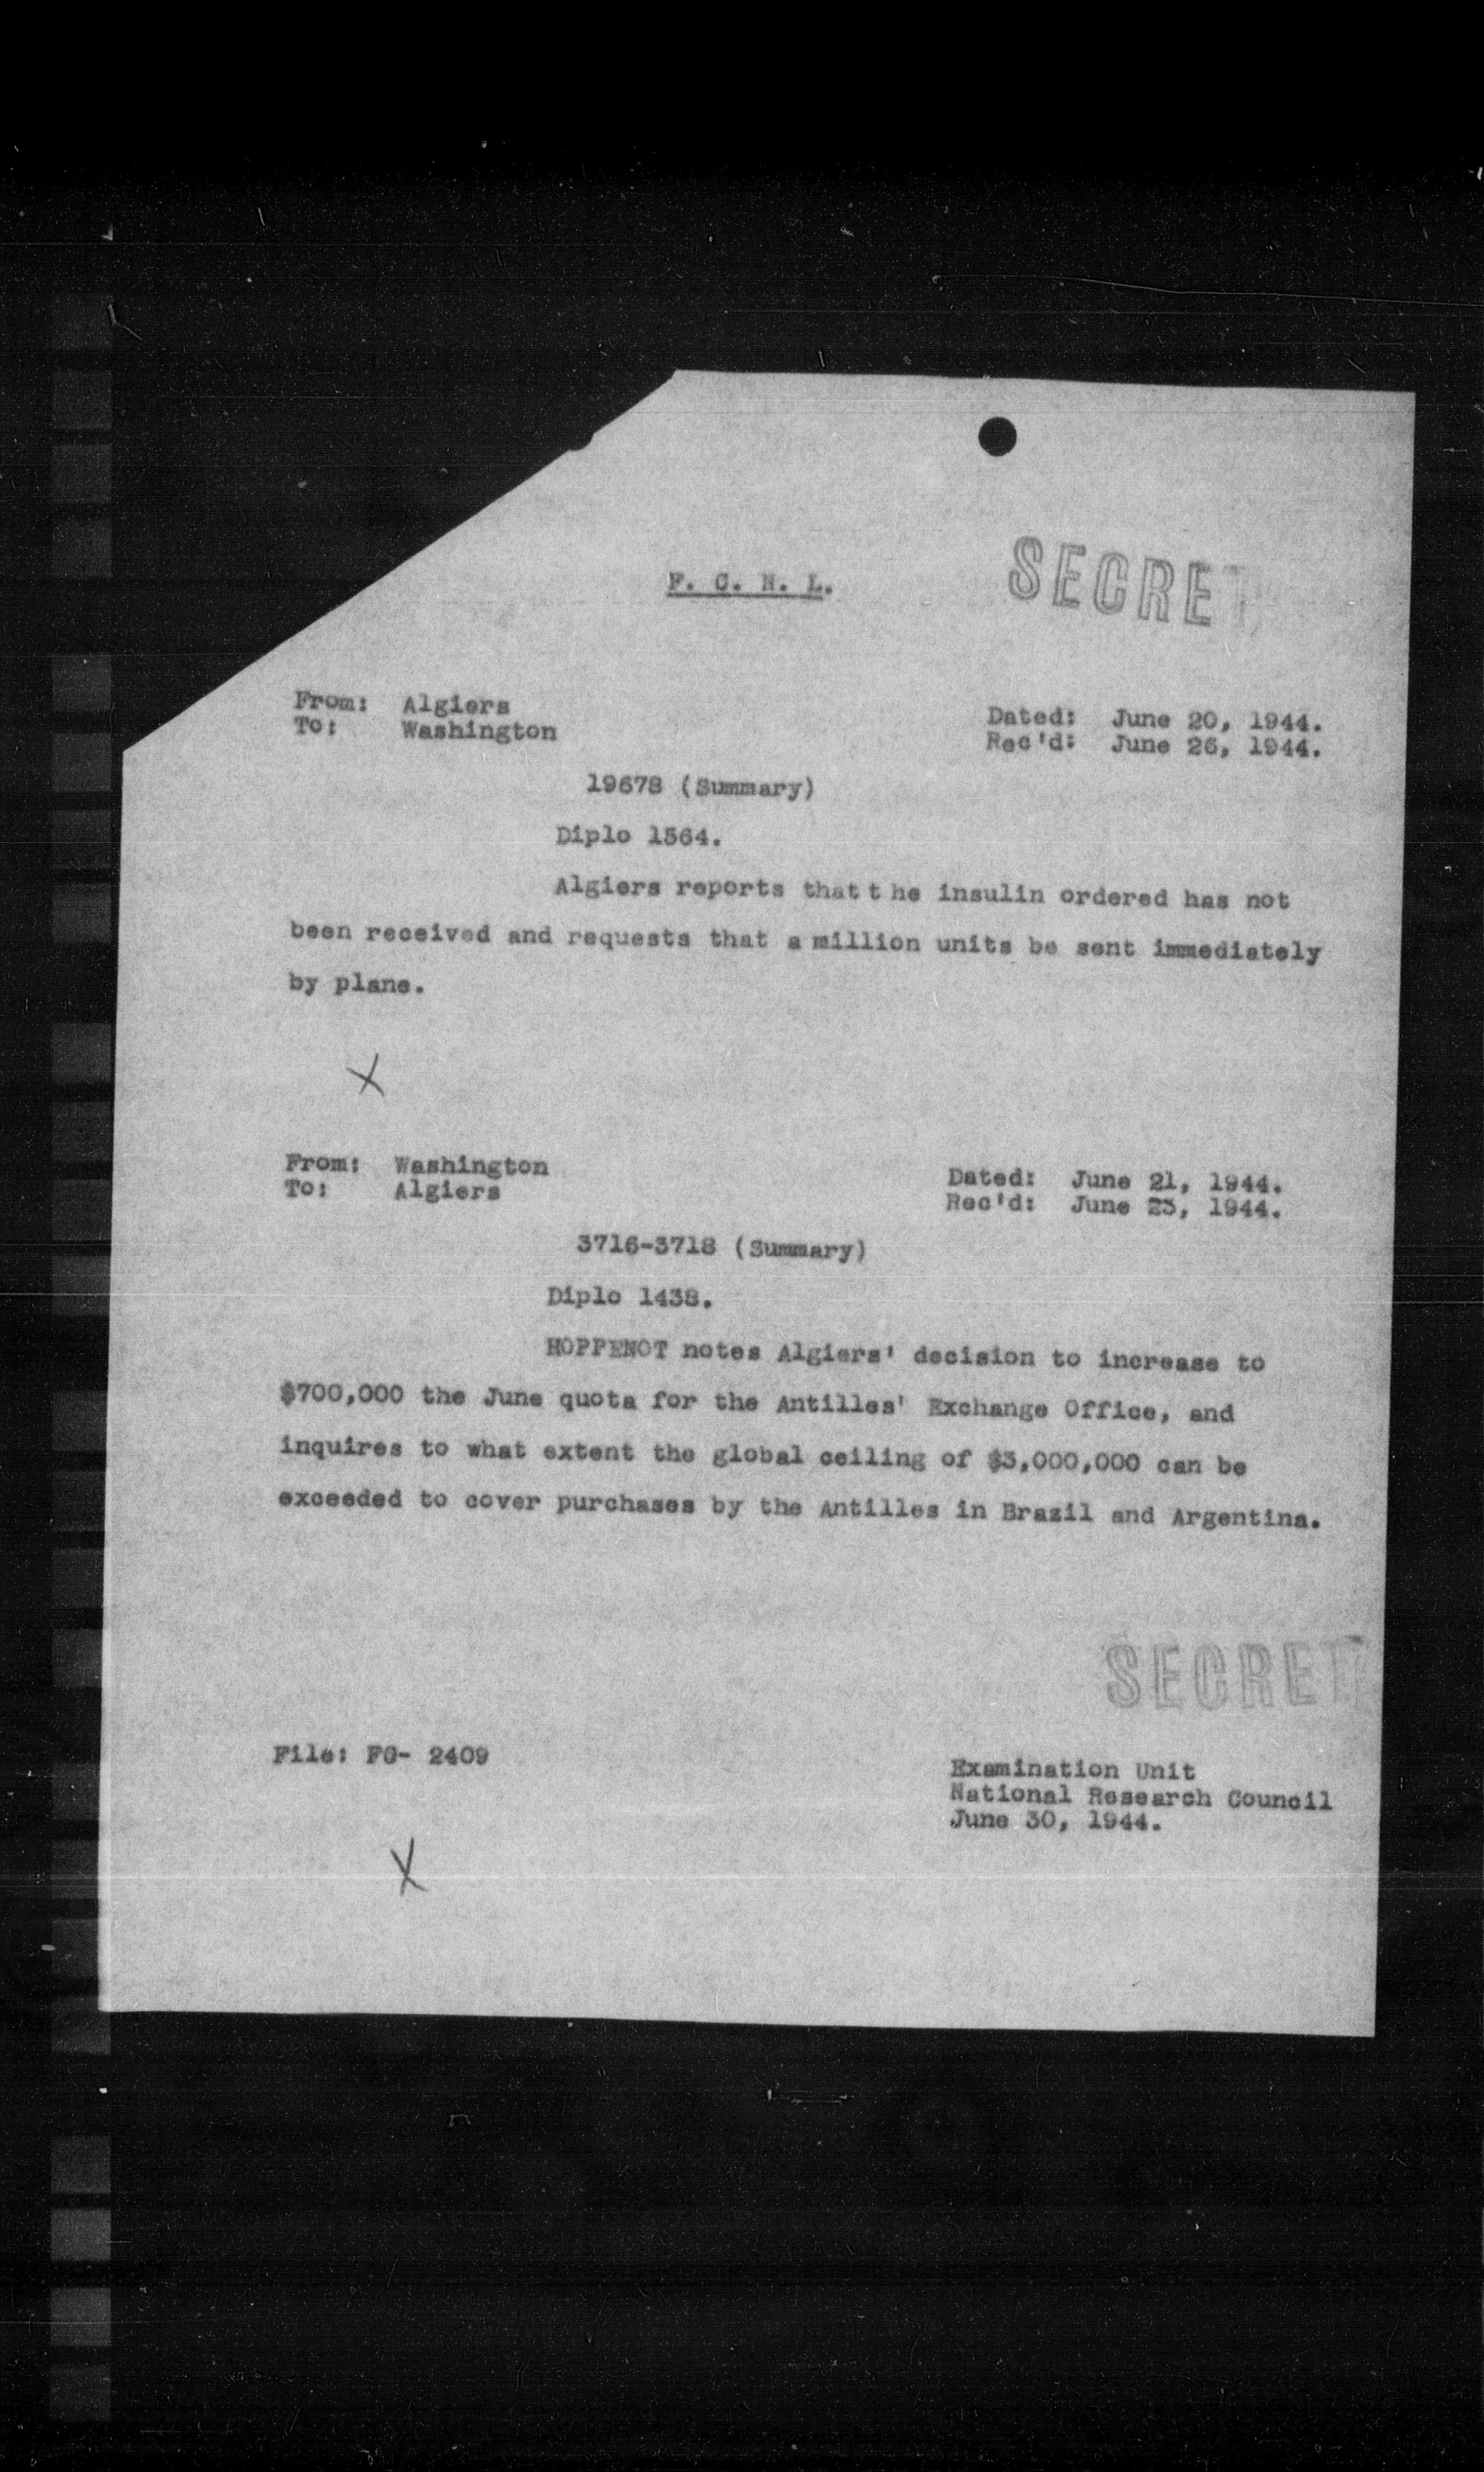 F. C. N. L.
SECRET
From: Algiers
To: Washington
Dated: June 20, 1944.
Rec'd: June 26, 1944.
19678 (Summary)
Diplo 1564.
Algiers reports that t he insulin ordered has not
been received and requests that a million units be sent immediately
by plane.
X
From: Washington
To: Algiers
Dated: June 21, 1944.
Rec'd: June 23, 1944.
3716-3718 (Summary)
Diplo 1438.
HOPPENOT notes Algiers' decision to increase to
$700,000 the June quota for the Antilles' Exchange Office, and
inquires to what extent the global ceiling of $3,000,000 can be
exceeded to cover purchases by the Antilles in Brazil and Argentina.
SECRET
File: FG- 2409
Examination Unit
National Research Council
June 30, 1944.
X